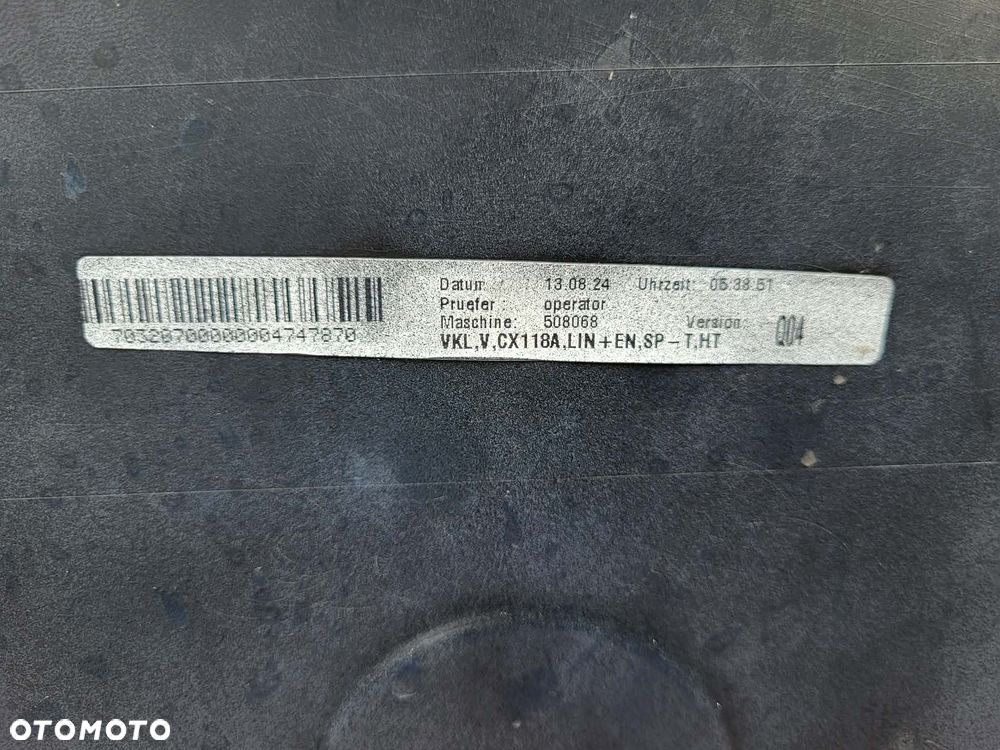 Datum : 13.08.24 Uhrzeit: 05:38:51
Pruefer : operator
Maschine: 508068 Version: Q04
VKL,V,CX118A,LIN+EN,SP-T,HT
70320700000004747870
OTOMOTO